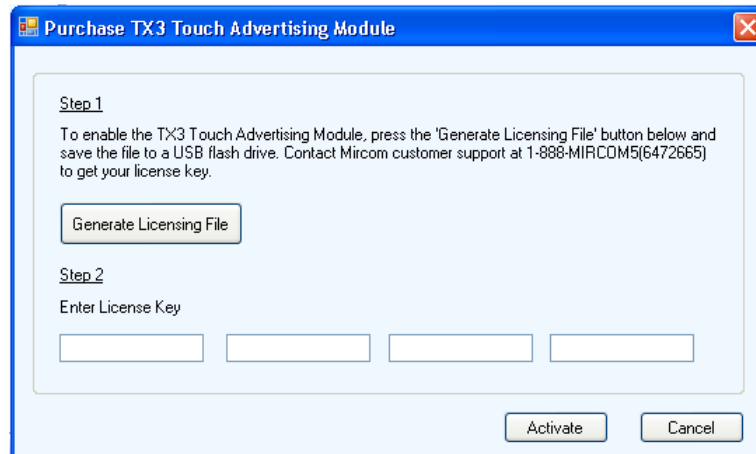 Purchase TX3 Touch Advertising Module
Step 1
To enable the TX3 Touch Advertising Module, press the 'Generate Licensing File' button below and
save the file to a USB flash drive. Contact Mircom customer support at 1-888-MIRCOM5(6472665)
to get your license key.
Generate Licensing File
Step 2
Enter License Key
Activate Cancel